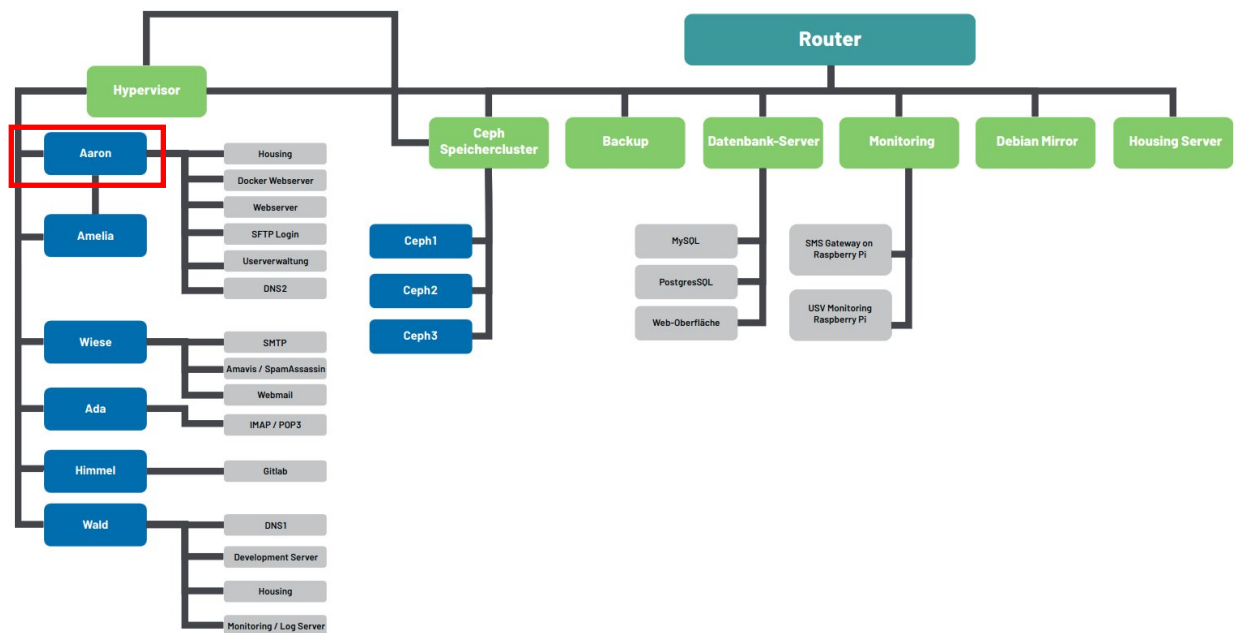 Router
Hypervisor
Ceph
Speichercluster
Backup
Datenbank-Server
Monitoring
Debian Mirror
Housing Server
Aaron
Amelia
Housing
Docker Webserver
Webserver
SFTP Login
Userverwaltung
DNS2
Wiese
SMTP
Amavis / SpamAssassin
Webmail
Ada
IMAP / POP3
Himmel
Gitlab
Wald
DNS1
Development Server
Housing
Monitoring / Log Server
Ceph1
Ceph2
Ceph3
MySQL
PostgresSQL
Web-Oberfläche
SMS Gateway on
Raspberry Pi
USV Monitoring
Raspberry Pi